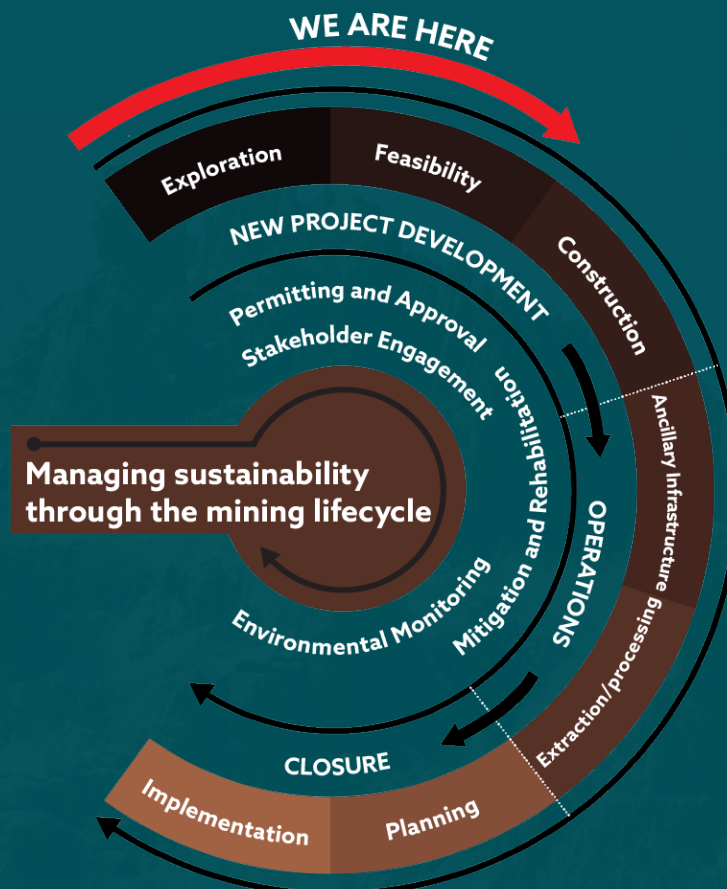 WE ARE HERE
Exploration
Feasibility
Construction
Ancillary Infrastructure
Extraction/processing
Planning
Implementation
NEW PROJECT DEVELOPMENT
OPERATIONS
CLOSURE
Permitting and Approval
Stakeholder Engagement
Mitigation and Rehabilitation
Environmental Monitoring
Managing sustainability
through the mining lifecycle